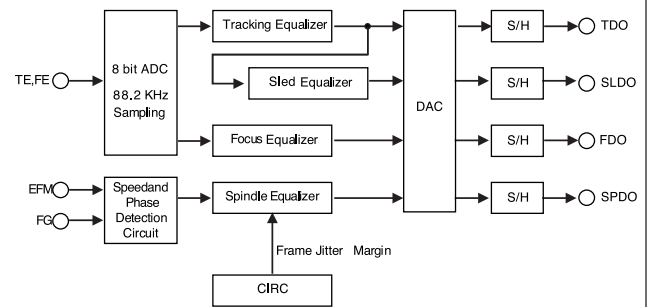 Tracking Equalizer
S/H
TDO
8 bit ADC
88.2 KHz
Sampling
TE,FE
Sled Equalizer
S/H
SLDO
DAC
Focus Equalizer
S/H
FDO
EFM
FG
Speedand
Phase
Detection
Circuit
Spindle Equalizer
S/H
SPDO
Frame Jitter Margin
CIRC